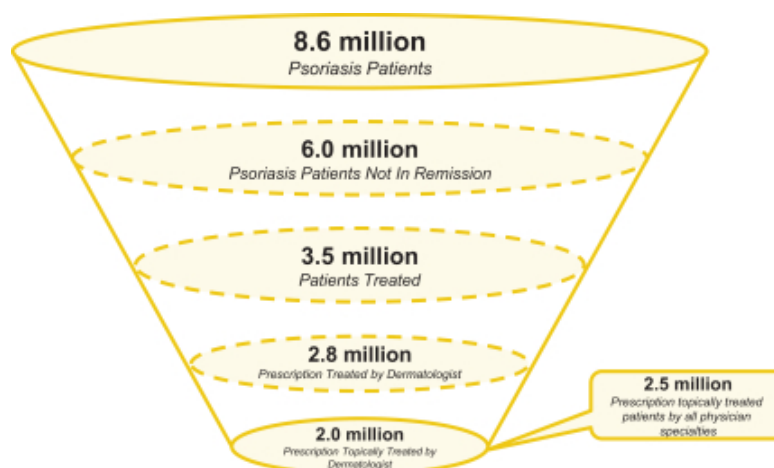 8.6 million
Psoriasis Patients
6.0 million
Psoriasis Patients Not In Remission
3.5 million
Patients Treated
2.8 million
Prescription Treated by Dermatologist
2.0 million
Prescription Topically Treated by
Dermatologist
2.5 million
Prescription topically treated
patients by all physician
specialties